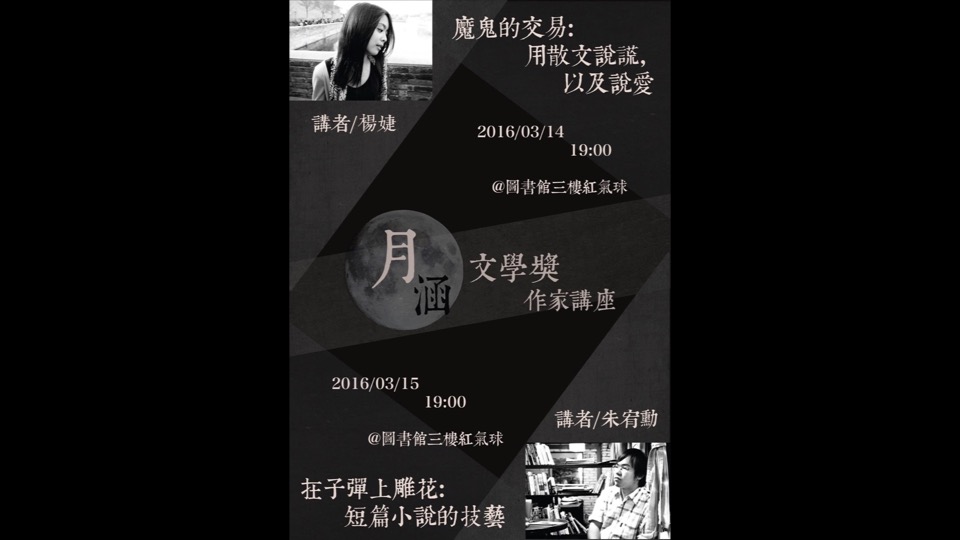 魔鬼的交易:
用散文說謊,
以及說愛
講者/楊婕
2016/03/14
19:00
@圖書館三樓紅氣球
月
涵
文學獎
作家講座
2016/03/15
19:00
@圖書館三樓紅氣球
講者/朱宥勳
在子彈上雕花:
短篇小說的技藝